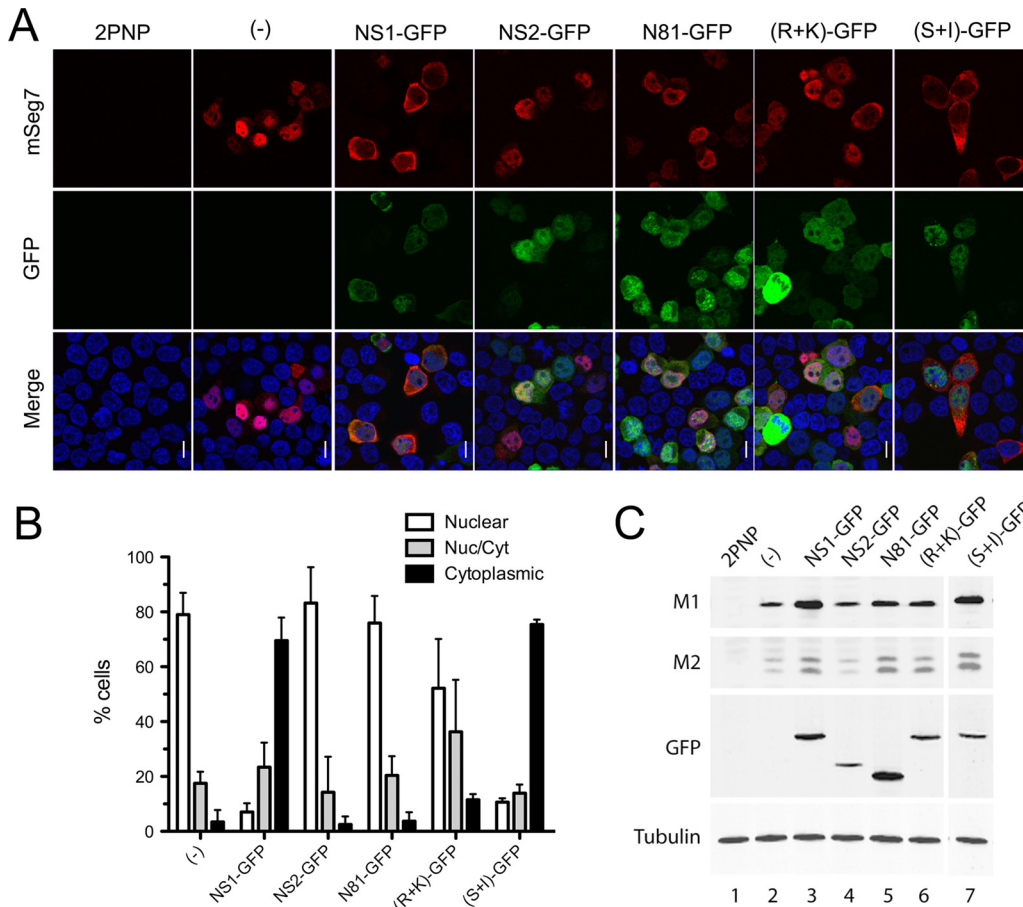 A
2PNP (-) NS1-GFP NS2-GFP N81-GFP (R+K)-GFP (S+I)-GFP
mSeg7
GFP
Merge
B
Nuclear
Nuc/Cyt
Cytoplasmic
% cells
100
80
60
40
20
0
(-) NS1-GFP NS2-GFP N81-GFP (R+K)-GFP (S+I)-GFP
C
2PNP (-) NS1-GFP NS2-GFP N81-GFP (R+K)-GFP (S+I)-GFP
M1
M2
GFP
Tubulin
1 2 3 4 5 6 7